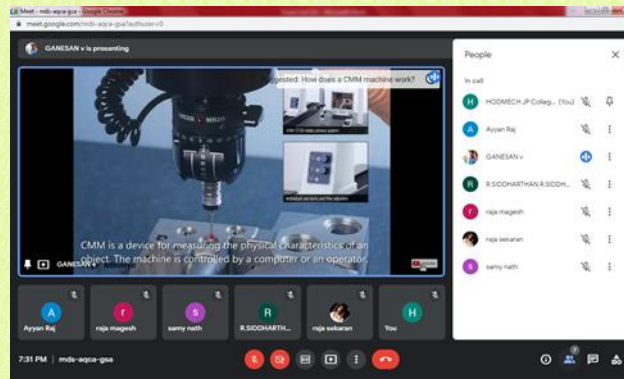 Meet - mds-aqca-gsa - Google Chrome
meet.google.com/mds-aqca-gsa?authuser=0
GANESAN v is presenting
People
In call
HODMECH JP Colleg... (You)
Ayyan Raj
GANESAN v
R.SIDDHARTHAN R.SIDDH...
raja magesh
raja sekaran
samy nath
gested: How does a CMM machine work?
CMM is a device for measuring the physical characteristics of an
object. The machine is controlled by a computer or an operator.
GANESAN v
A
r
s
R
H
Ayyan Raj
raja magesh
samy nath
R.SIDDHARTH...
raja sekaran
You
7:31 PM | mds-aqca-gsa
7